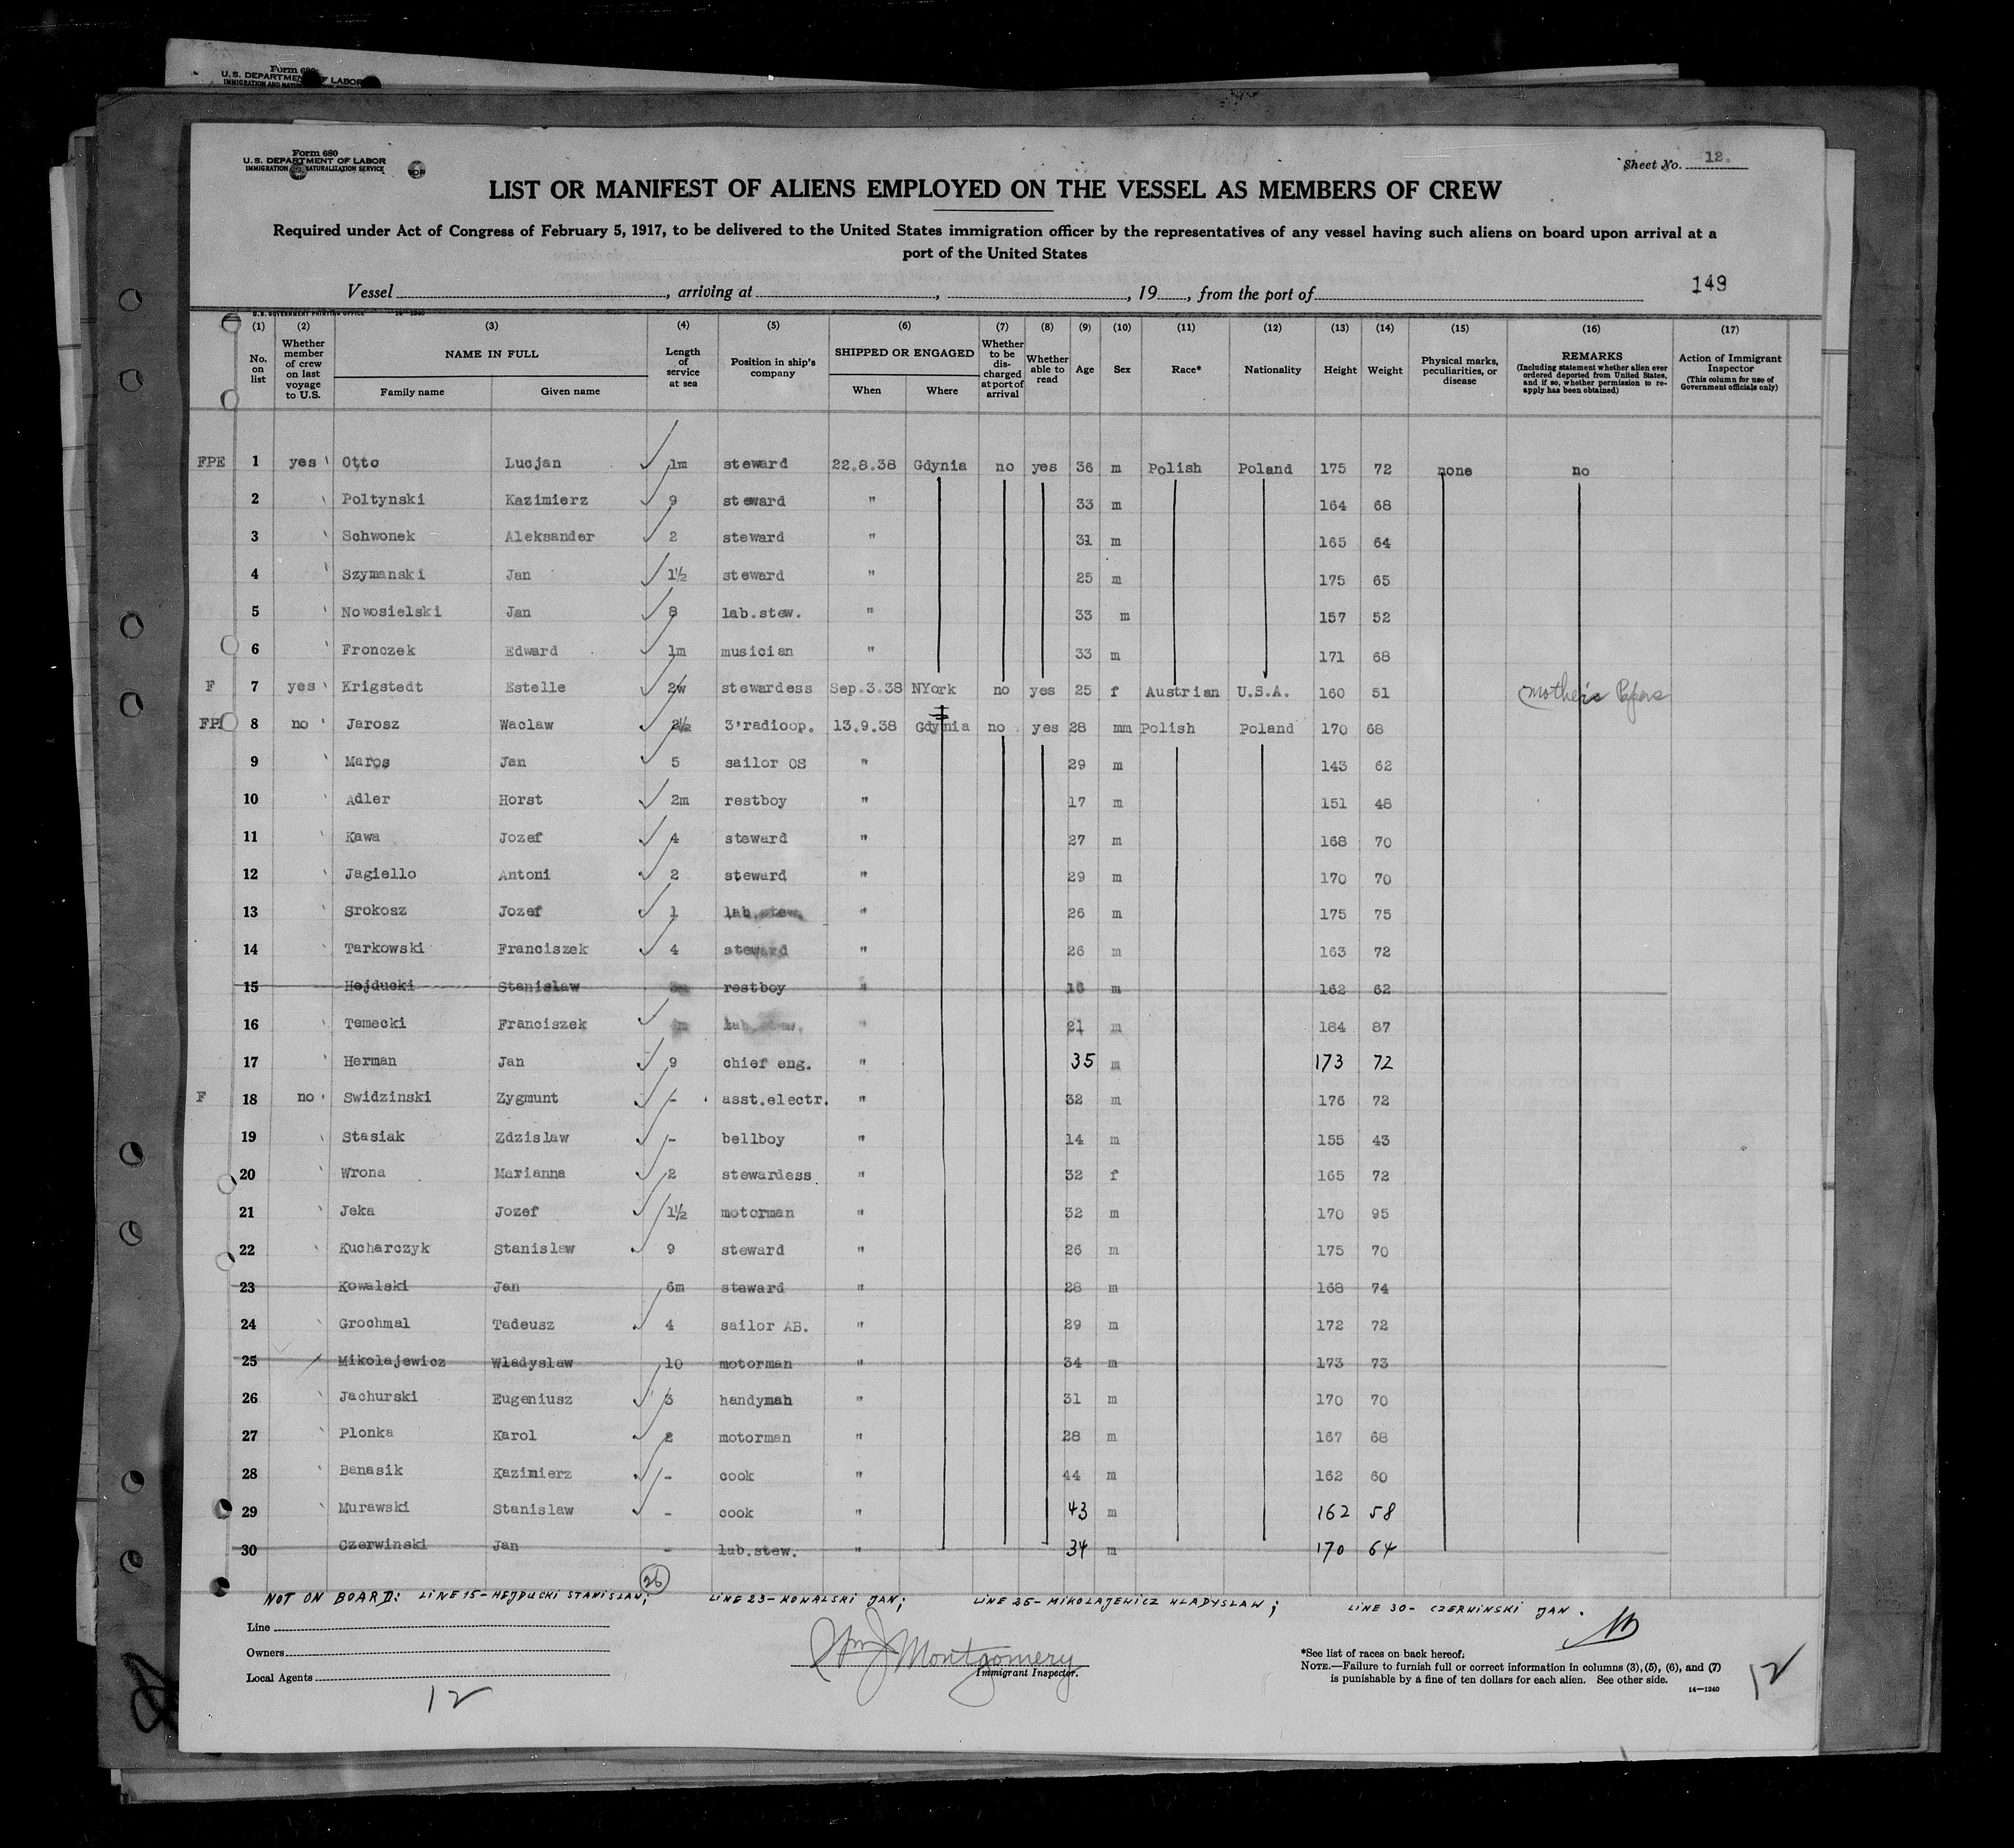 Form 680
U.S. DEPARTMENT OF LABOR
Form 680
U.S. DEPARTMENT OF LABOR
IMMIGRATION NATURALIZATION SERVICE
Sheet No. 12.
LIST OR MANIFEST OF ALIENS EMPLOYED ON THE VESSEL AS MEMBERS OF CREW
Required under Act of Congress of February 5, 1917, to be delivered to the United States immigration officer by the representatives of any vessel having such aliens on board upon arrival at a
port of the United States
149
Vessel , arriving at , , 19 , from the port of
U.S. GOVERNMENT PRINTING OFFICE 14—1240
(1) (2) (3) (4) (5) (6) (7) (8) (9) (10) (11) (12) (13) (14) (15) (16) (17)
No. on list
Whether member of crew on last voyage to U.S.
NAME IN FULL
Family name Given name
Length of service at sea
Position in ship's company
SHIPPED OR ENGAGED
When Where
Whether to be discharged at port of arrival
Whether able to read
Age Sex Race* Nationality Height Weight
Physical marks, peculiarities, or disease
REMARKS
(Including statement whether alien ever ordered deported from United States, and if so, whether permission to reapply has been obtained)
Action of Immigrant Inspector
(This column for use of Government officials only)
FPE 1 yes Otto Lucjan 1m steward 22.8.38 Gdynia no yes 36 m Polish Poland 175 72 none no
2 Poltynski Kazimierz 9 steward " 33 m 164 68
3 Schwonek Aleksander 2 steward " 31 m 165 64
4 Szymanski Jan 1½ steward " 25 m 175 65
5 Nowosielski Jan 8 lab.stew. " 33 m 157 52
6 Fronczek Edward 1m musician " 33 m 171 68
F 7 yes Krigstedt Estelle 2w stewardess Sep.3.38 NYork no yes 25 f Austrian U.S.A. 160 51 Mother's Papers
FP 8 no Jarosz Waclaw 2½ 3'radioop. 13.9.38 Gdynia no yes 28 mm Polish Poland 170 68
9 Maros Jan 5 sailor OS " 29 m 143 62
10 Adler Horst 2m restboy " 17 m 151 48
11 Kawa Jozef 4 steward " 27 m 168 70
12 Jagiello Antoni 2 steward " 29 m 170 70
13 Srokosz Jozef 1 lab.stew. " 26 m 175 75
14 Tarkowski Franciszek 4 steward " 26 m 163 72
15 Hejducki Stanislaw restboy " m 162 62
16 Temecki Franciszek lab.stew. " 21 m 184 87
17 Herman Jan 9 chief eng. " 35 m 173 72
F 18 no Swidzinski Zygmunt - asst.electr. " 32 m 176 72
19 Stasiak Zdzislaw - bellboy " 14 m 155 43
20 Wrona Marianna 2 stewardess " 32 f 165 72
21 Jeka Jozef 1½ motorman " 32 m 170 95
22 Kucharczyk Stanislaw 9 steward " 26 m 175 70
23 Kowalski Jan 6m steward " 28 m 168 74
24 Grochmal Tadeusz 4 sailor AB. " 29 m 172 72
25 Mikolajewicz Wladyslaw 10 motorman " 34 m 173 73
26 Jachurski Eugeniusz 3 handyman " 31 m 170 70
27 Plonka Karol 2 motorman " 28 m 167 68
28 Banasik Kazimierz - cook " 44 m 162 60
29 Murawski Stanislaw - cook " 43 m 162 58
30 Czerwinski Jan - lab.stew. " 34 m 170 64
26
NOT ON BOARD: LINE 15- HEJDUCKI STANISLAW; LINE 23- KOWALSKI JAN; LINE 25- MIKOLAJEWICZ WLADYSLAW; LINE 30- CZERWINSKI JAN.
Line
Owners
Local Agents
Wm J Montgomery
Immigrant Inspector.
*See list of races on back hereof.
NOTE.—Failure to furnish full or correct information in columns (3), (5), (6), and (7)
is punishable by a fine of ten dollars for each alien. See other side.
14—1240
12
12